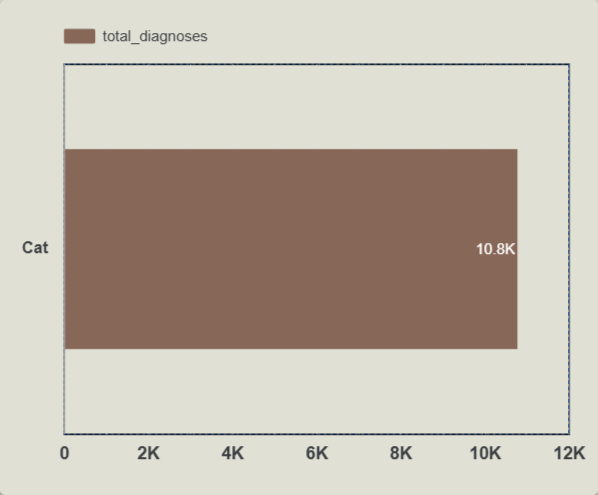 total_diagnoses
Cat
10.8K
0 2K 4K 6K 8K 10K 12K